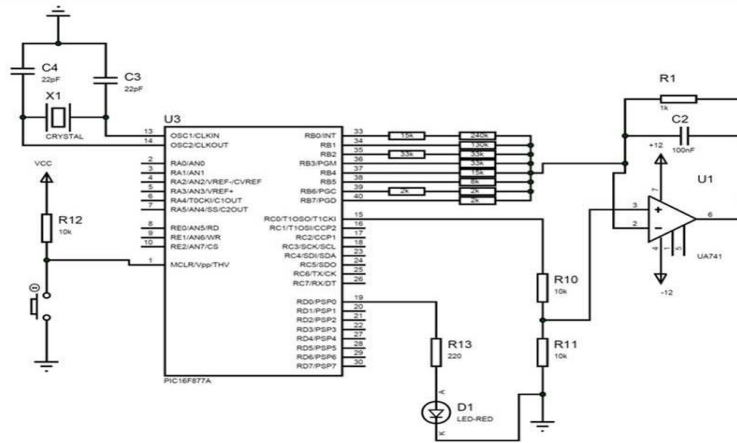 C4
22pF
C3
22pF
X1
CRYSTAL
VCC
R12
10k
U3
13 OSC1/CLKIN
14 OSC2/CLKOUT
2 RA0/AN0
3 RA1/AN1
4 RA2/AN2/VREF-/CVREF
5 RA3/AN3/VREF+
6 RA4/T0CKI/C1OUT
7 RA5/AN4/SS/C2OUT
8 RE0/AN5/RD
9 RE1/AN6/WR
10 RE2/AN7/CS
1 MCLR/Vpp/THV
RB0/INT 33
RB1 34
RB2 35
RB3/PGM 36
RB4 37
RB5 38
RB6/PGC 39
RB7/PGD 40
RC0/T1OSO/T1CKI 15
RC1/T1OSI/CCP2 16
RC2/CCP1 17
RC3/SCK/SCL 18
RC4/SDI/SDA 23
RC5/SDO 24
RC6/TX/CK 25
RC7/RX/DT 26
RD0/PSP0 19
RD1/PSP1 20
RD2/PSP2 21
RD3/PSP3 22
RD4/PSP4 27
RD5/PSP5 28
RD6/PSP6 29
RD7/PSP7 30
PIC16F877A
15k 240k
130k
33k 33k
33k
15k
8k
2k 2k
2k
R10
10k
R11
10k
R13
220
A
D1
LED-RED
K
R1
1k
C2
100nF
+12
U1
7
3
2
6
4
1
5
UA741
-12